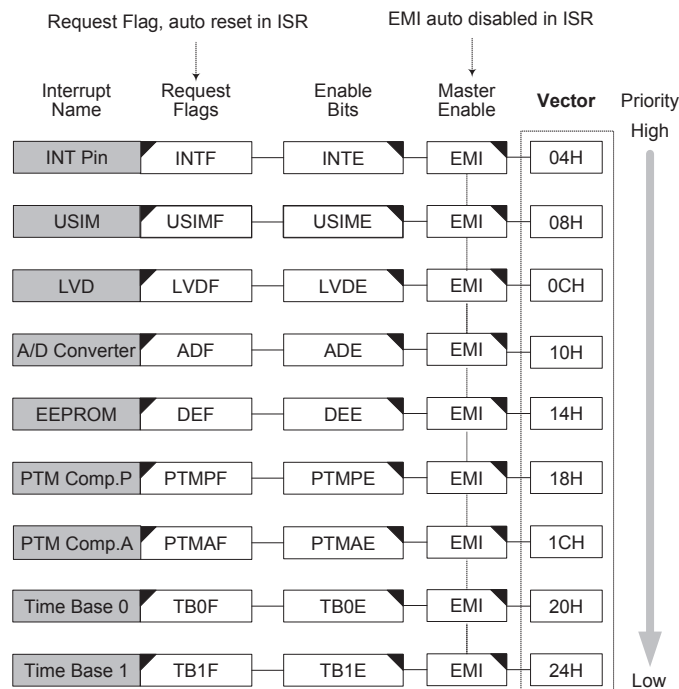 Request Flag, auto reset in ISR
EMI auto disabled in ISR
Interrupt Name
Request Flags
Enable Bits
Master Enable
Vector
Priority
High
INT Pin INTF INTE EMI 04H
USIM USIMF USIME EMI 08H
LVD LVDF LVDE EMI 0CH
A/D Converter ADF ADE EMI 10H
EEPROM DEF DEE EMI 14H
PTM Comp.P PTMPF PTMPE EMI 18H
PTM Comp.A PTMAF PTMAE EMI 1CH
Time Base 0 TB0F TB0E EMI 20H
Time Base 1 TB1F TB1E EMI 24H
Low